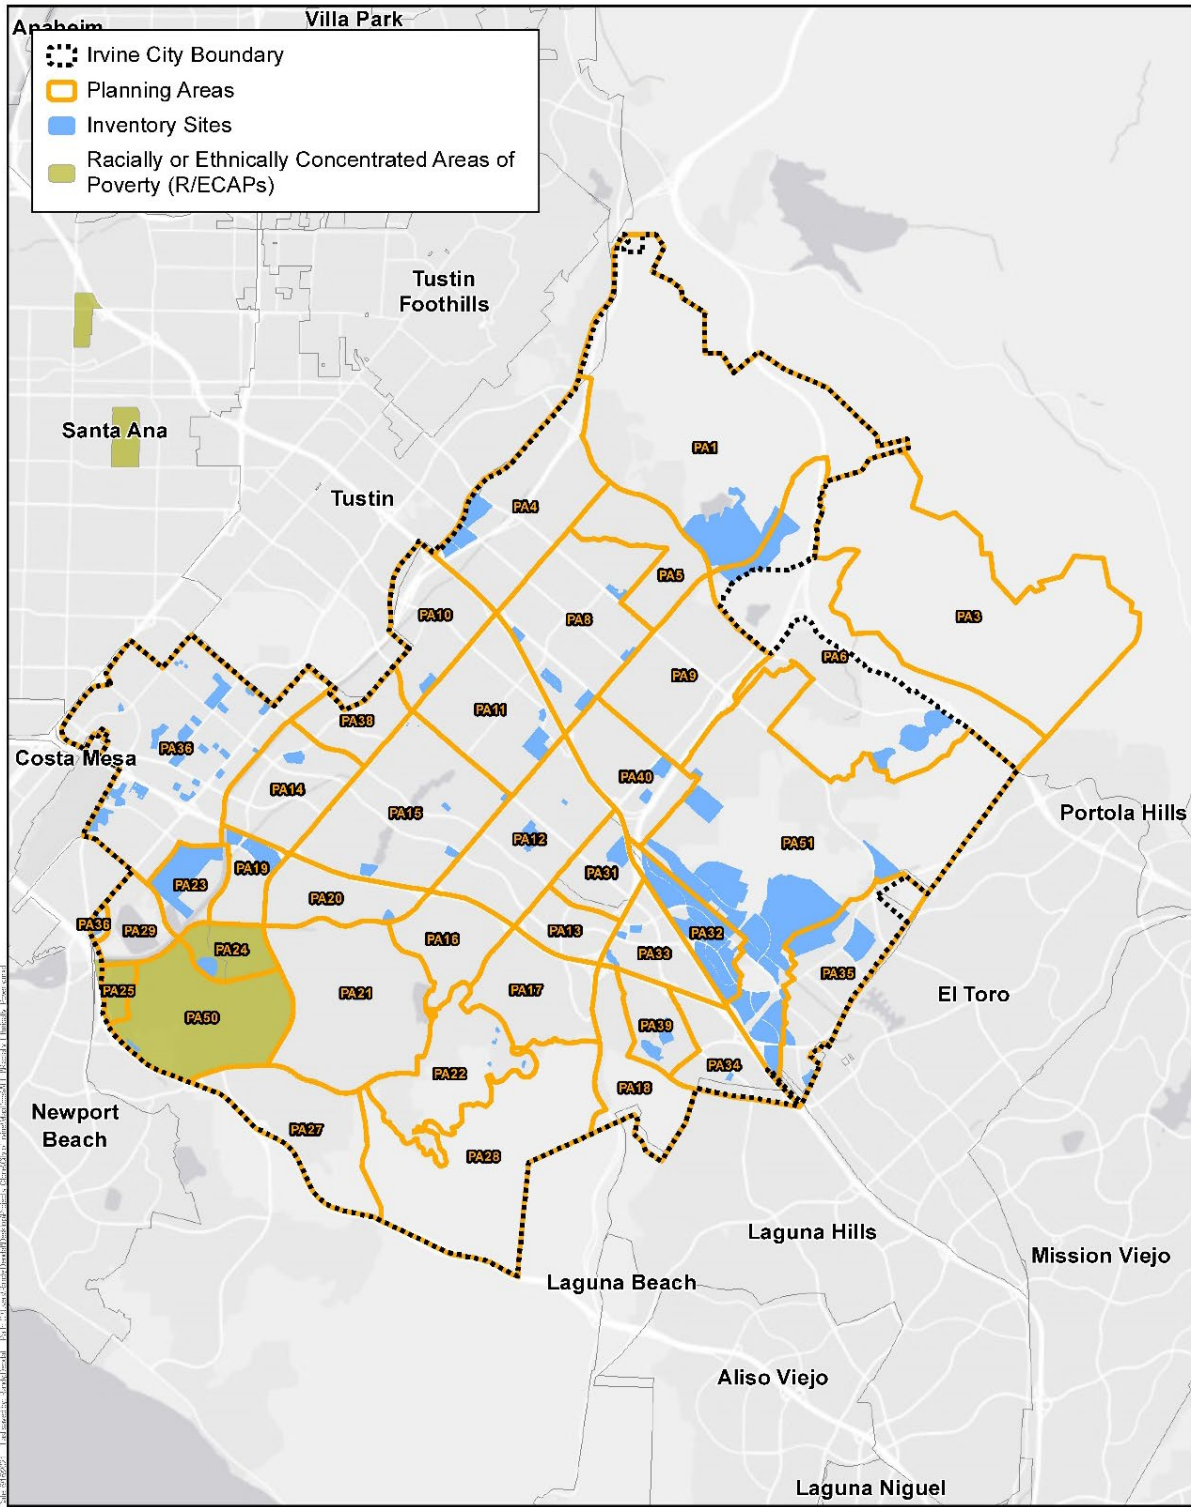 Villa Park
Anaheim
Irvine City Boundary
Planning Areas
Inventory Sites
Racially or Ethnically Concentrated Areas of
Poverty (R/ECAPs)
Tustin
Foothills
Santa Ana
PA1
Tustin
PA4
PA5
PA10
PA8
PA3
PA6
PA9
PA11
PA38
PA36
Costa Mesa
PA40
PA14
PA15
Portola Hills
PA12
PA51
PA19
PA31
PA23
PA20
PA36
PA29
PA13
PA32
PA24
PA16
PA33
PA35
PA25
PA21
PA17
El Toro
PA50
PA39
PA34
PA22
PA18
Newport
Beach
PA27
PA28
Laguna Hills
Mission Viejo
Laguna Beach
Aliso Viejo
Laguna Niguel